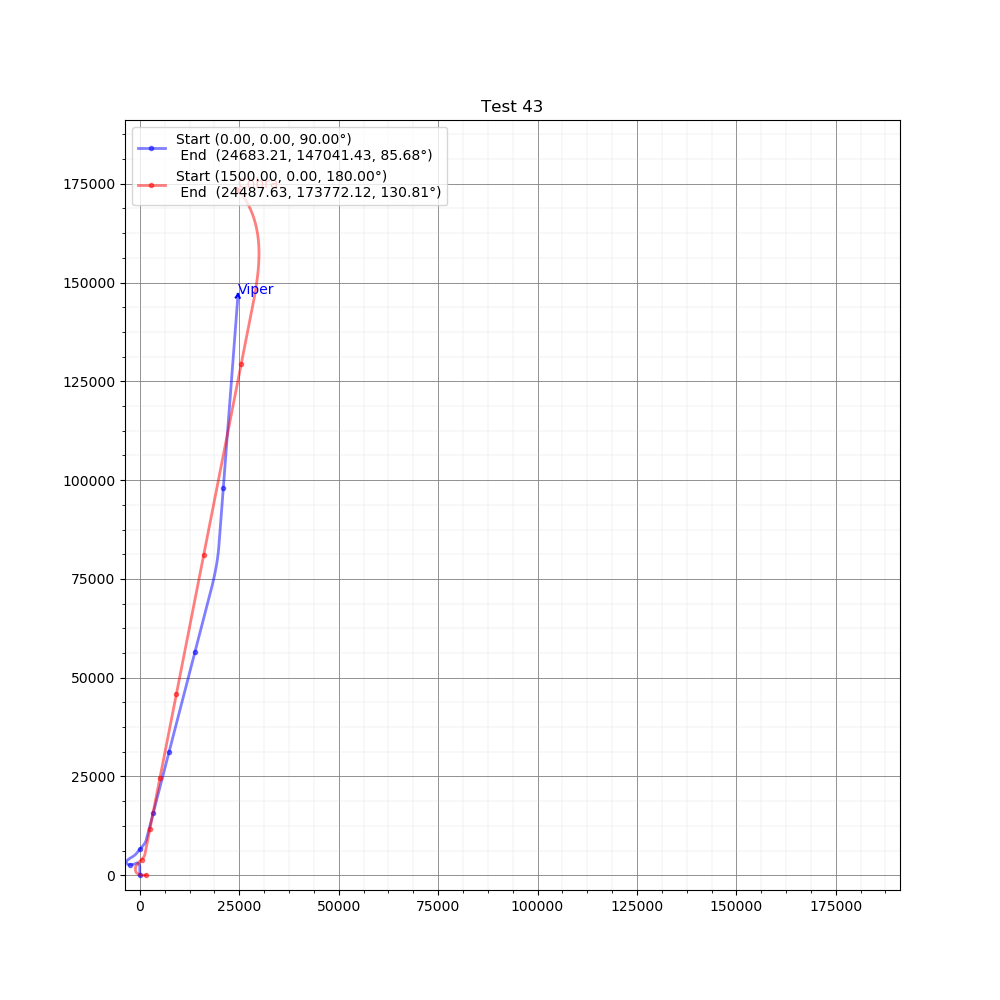 Test 43
Start (0.00, 0.00, 90.00°)
End (24683.21, 147041.43, 85.68°)
Start (1500.00, 0.00, 180.00°)
End (24487.63, 173772.12, 130.81°)
175000
150000
Viper
125000
100000
75000
50000
25000
0
0 25000 50000 75000 100000 125000 150000 175000